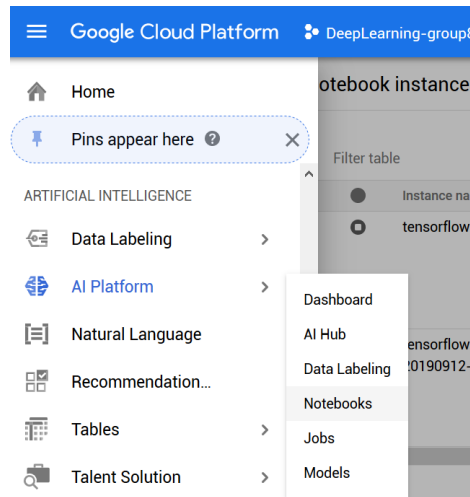 Google Cloud Platform
DeepLearning-group8
Home
Pins appear here
ARTIFICIAL INTELLIGENCE
Data Labeling
AI Platform
Natural Language
Recommendation...
Tables
Talent Solution
Dashboard
AI Hub
Data Labeling
Notebooks
Jobs
Models
otebook instance
Filter table
Instance na
tensorflow
ensorflow
20190912-